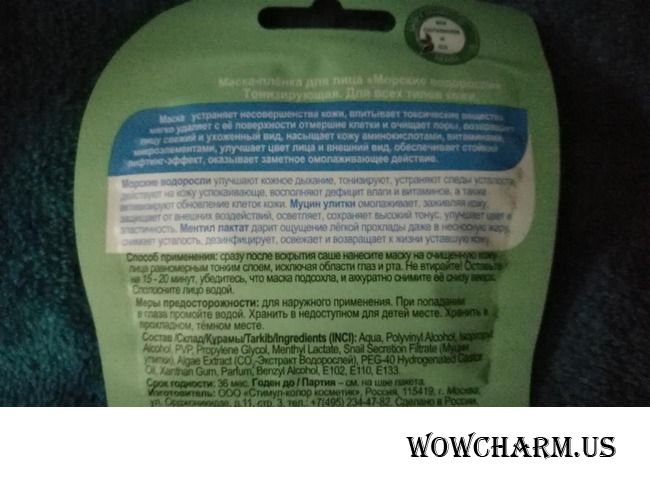 Маска-плёнка для лица «Морские водоросли»
Тонизирующая. Для всех типов кожи
Маска устраняет несовершенства кожи, впитывает токсические вещества,
мягко удаляет с её поверхности отмершие клетки и очищает поры, возвращает
лицу свежий и ухоженный вид, насыщает кожу аминокислотами, витаминами,
микроэлементами, улучшает цвет лица и внешний вид, обеспечивает стойкий
лифтинг-эффект, оказывает заметное омолаживающее действие.
Морские водоросли улучшают кожное дыхание, тонизируют, устраняют следы усталости,
действуют на кожу успокаивающе, восполняют дефицит влаги и витаминов, а также
активизируют обновление клеток кожи. Муцин улитки омолаживает, заживляя кожу,
защищает от внешних воздействий, осветляет, сохраняет высокий тонус, улучшает цвет и
эластичность. Ментил лактат дарит ощущение лёгкой прохлады даже в несносную жару,
снимает усталость, дезинфицирует, освежает и возвращает к жизни уставшую кожу.
Способ применения: сразу после вскрытия саше нанесите маску на очищенную кожу
лица равномерным тонким слоем, исключая области глаз и рта. Не втирайте! Оставьте
на 15 - 20 минут, убедитесь, что маска подсохла, и аккуратно снимите её снизу вверх.
Сполосните лицо водой.
Меры предосторожности: для наружного применения. При попадании
в глаза промойте водой. Хранить в недоступном для детей месте. Хранить в
прохладном, тёмном месте.
Состав /Склад/Құрамы/Tarkib/Ingredients (INCI): Aqua, Polyvinyl Alcohol, Isopropyl
Alcohol, PVP, Propylene Glycol, Menthyl Lactate, Snail Secretion Filtrate (Муцин
улитки), Algae Extract (CO₂-Экстракт Водорослей), PEG-40 Hydrogenated Castor
Oil, Xanthan Gum, Parfum, Benzyl Alcohol, E102, E110, E133.
Срок годности: 36 мес. Годен до / Партия – см. на шве пакета.
Изготовитель: ООО «Стимул-колор косметик», Россия, 115419, г. Москва,
ул. Орджоникидзе, д.11, стр. 3, тел.: +7(495) 234-47-82. Сделано в России.
WOWCHARM.US